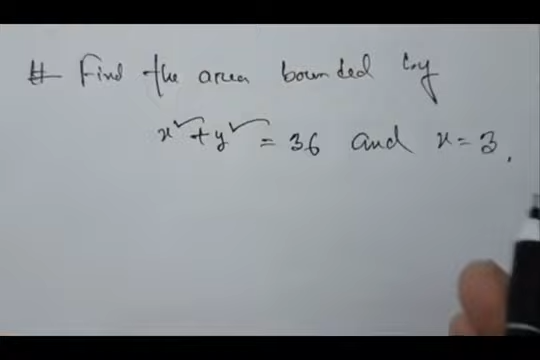 # Find the area bounded by
x² + y² = 36 and x = 3.